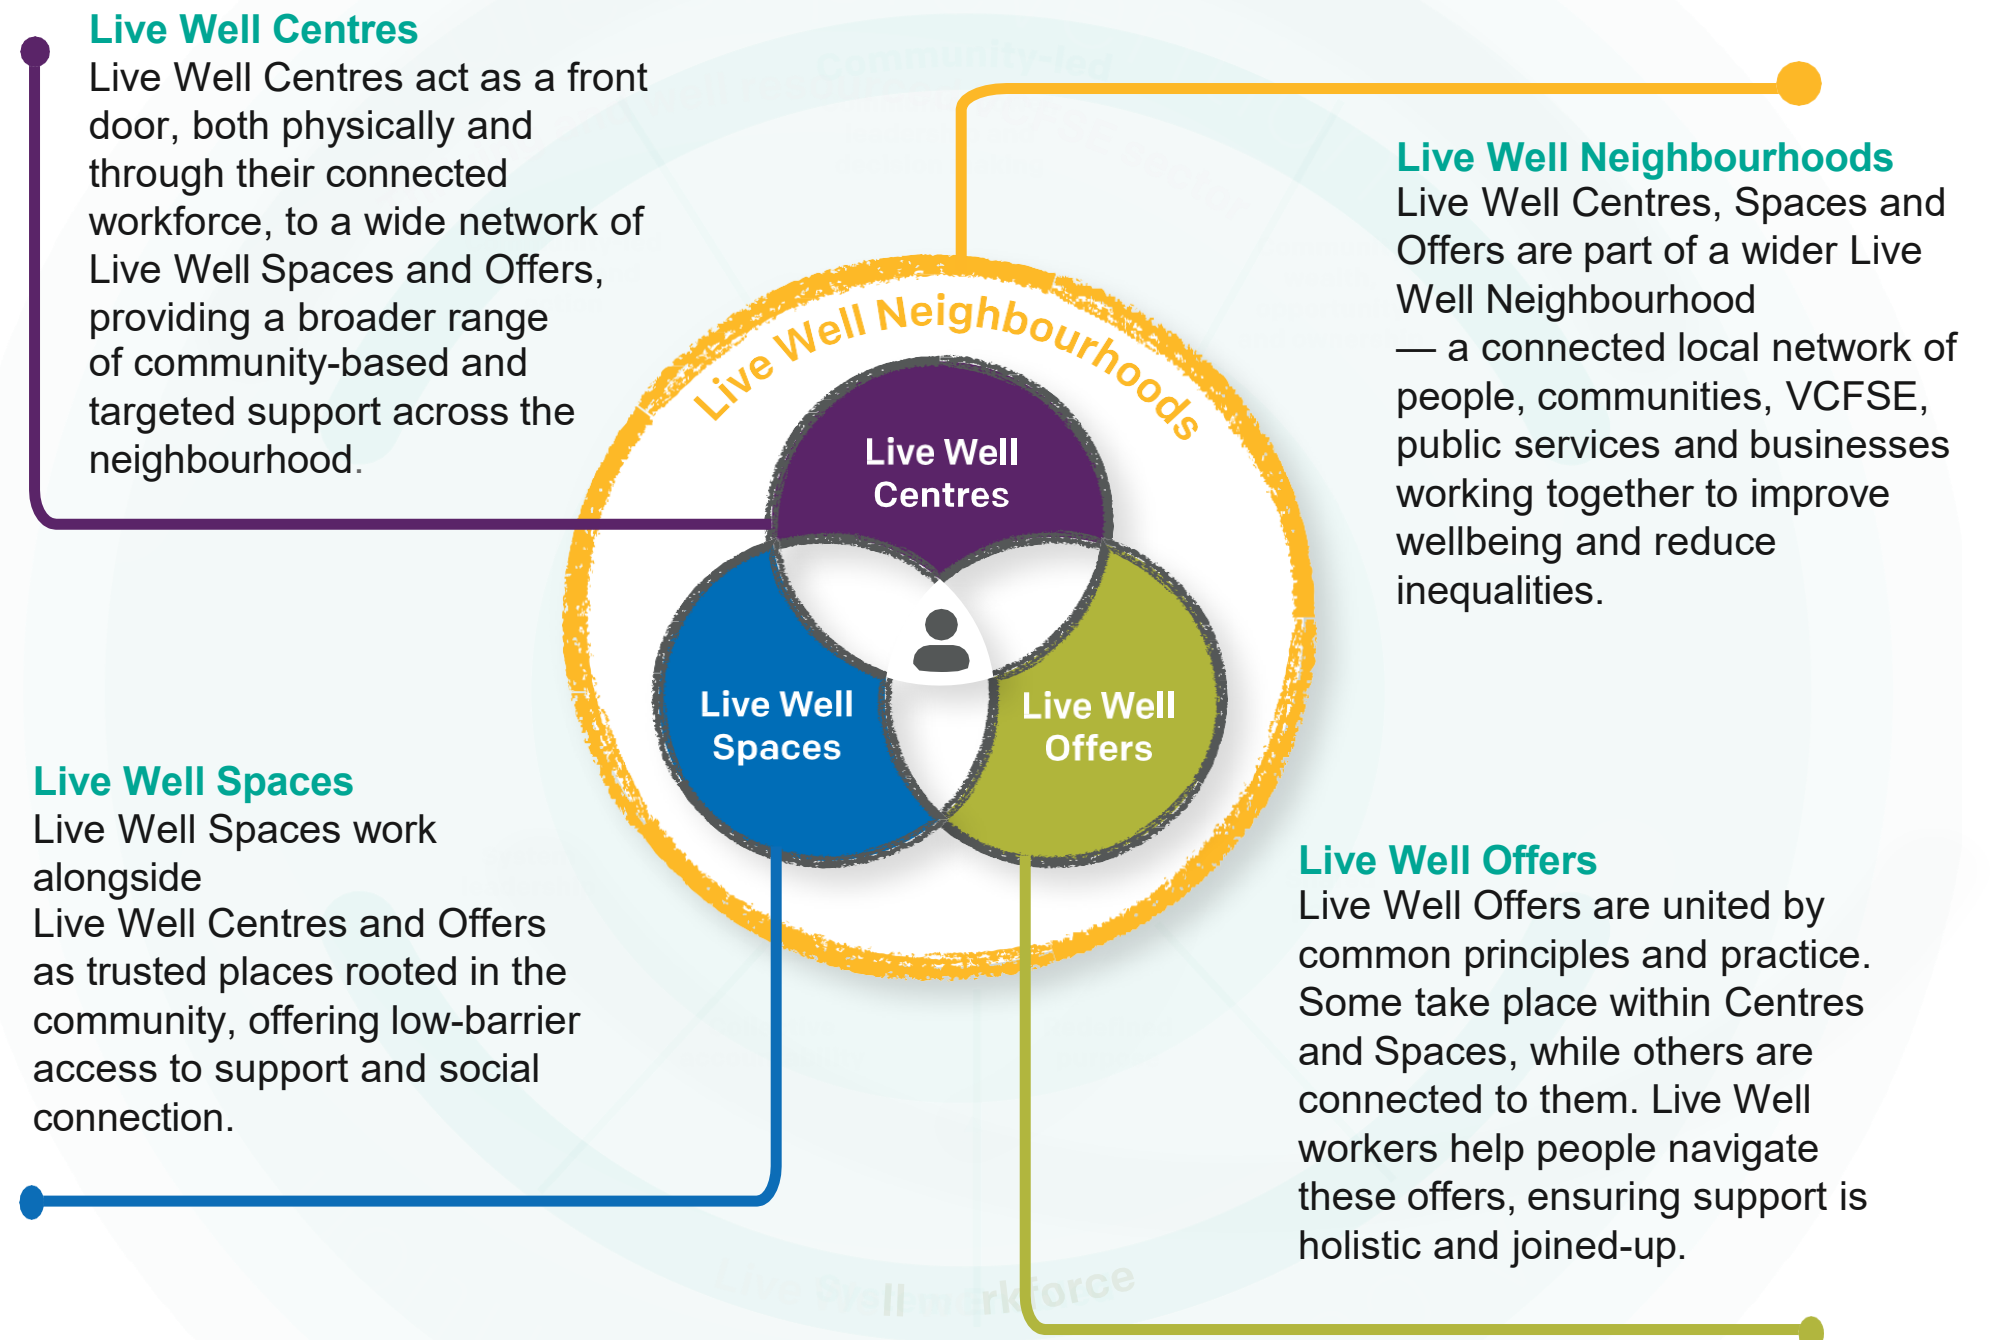 Live Well Centres
Live Well Centres act as a front
door, both physically and
through their connected
workforce, to a wide network of
Live Well Spaces and Offers,
providing a broader range
of community-based and
targeted support across the
neighbourhood.
Live Well Neighbourhoods
Live Well Centres, Spaces and
Offers are part of a wider Live
Well Neighbourhood
— a connected local network of
people, communities, VCFSE,
public services and businesses
working together to improve
wellbeing and reduce
inequalities.
Live Well Neighbourhoods
Live Well
Centres
Live Well
Spaces
Live Well
Offers
Live Well Spaces
Live Well Spaces work
alongside
Live Well Centres and Offers
as trusted places rooted in the
community, offering low-barrier
access to support and social
connection.
Live Well Offers
Live Well Offers are united by
common principles and practice.
Some take place within Centres
and Spaces, while others are
connected to them. Live Well
workers help people navigate
these offers, ensuring support is
holistic and joined-up.